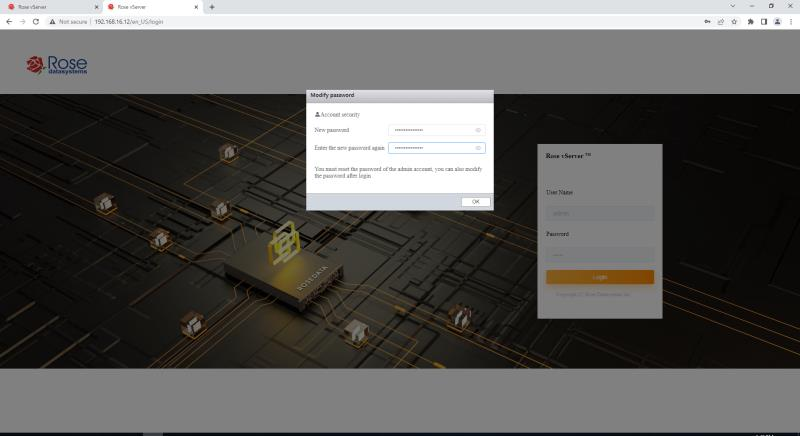 Rose vServer
Rose vServer
Not secure | 192.168.16.12/en_US/login
Rose
datasystems
Modify password
Account security
New password
Enter the new password again
You must reset the password of the admin account, you can also modify
the password after login.
OK
Rose vServer ™
User Name
admin
Password
Login
Copyright © Rose Datasystems Inc.
ROSEDATA